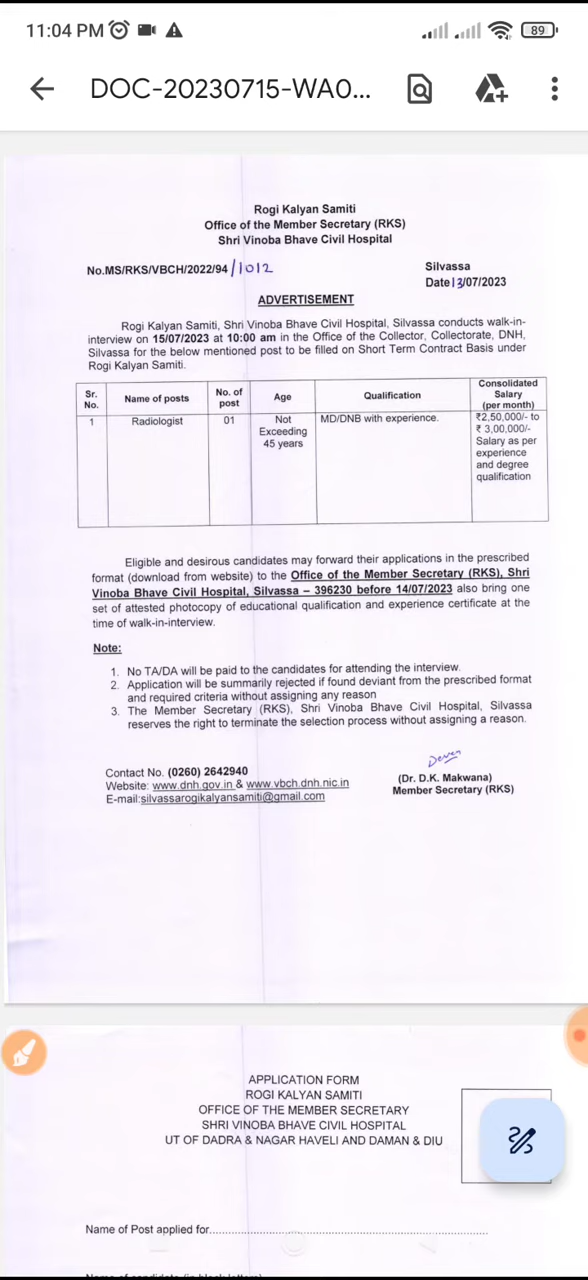 11:04 PM
89
DOC-20230715-WA0...
Rogi Kalyan Samiti
Office of the Member Secretary (RKS)
Shri Vinoba Bhave Civil Hospital
No.MS/RKS/VBCH/2022/94/1012
Silvassa
Date13/07/2023
ADVERTISEMENT
Rogi Kalyan Samiti, Shri Vinoba Bhave Civil Hospital, Silvassa conducts walk-in-
interview on 15/07/2023 at 10:00 am in the Office of the Collector, Collectorate, DNH,
Silvassa for the below mentioned post to be filled on Short Term Contract Basis under
Rogi Kalyan Samiti.
Sr. No. Name of posts No. of post Age Qualification Consolidated Salary (per month)
1 Radiologist 01 Not Exceeding 45 years MD/DNB with experience. ₹2,50,000/- to ₹ 3,00,000/- Salary as per experience and degree qualification
Eligible and desirous candidates may forward their applications in the prescribed
format (download from website) to the Office of the Member Secretary (RKS), Shri
Vinoba Bhave Civil Hospital, Silvassa – 396230 before 14/07/2023 also bring one
set of attested photocopy of educational qualification and experience certificate at the
time of walk-in-interview.
Note:
1. No TA/DA will be paid to the candidates for attending the interview.
2. Application will be summarily rejected if found deviant from the prescribed format
and required criteria without assigning any reason
3. The Member Secretary (RKS), Shri Vinoba Bhave Civil Hospital, Silvassa
reserves the right to terminate the selection process without assigning a reason.
Contact No. (0260) 2642940
Website: www.dnh.gov.in & www.vbch.dnh.nic.in
E-mail:silvassarogikalyansamiti@gmail.com
(Dr. D.K. Makwana)
Member Secretary (RKS)
APPLICATION FORM
ROGI KALYAN SAMITI
OFFICE OF THE MEMBER SECRETARY
SHRI VINOBA BHAVE CIVIL HOSPITAL
UT OF DADRA & NAGAR HAVELI AND DAMAN & DIU
Name of Post applied for